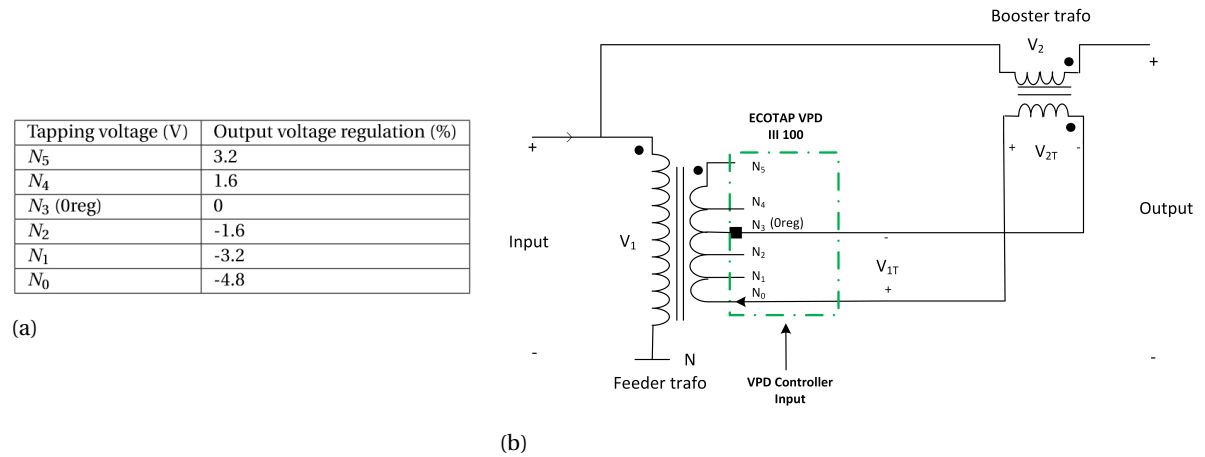 Tapping voltage (V) Output voltage regulation (%)
N5 3.2
N4 1.6
N3 (0reg) 0
N2 -1.6
N1 -3.2
N0 -4.8
(a)
Booster trafo
V2
+
ECOTAP VPD
III 100
+ V2T -
+
N5
N4
N3 (0reg)
N2
N1
N0
Input
V1
-
V1T
+
Output
-
N
-
Feeder trafo
VPD Controller
Input
(b)